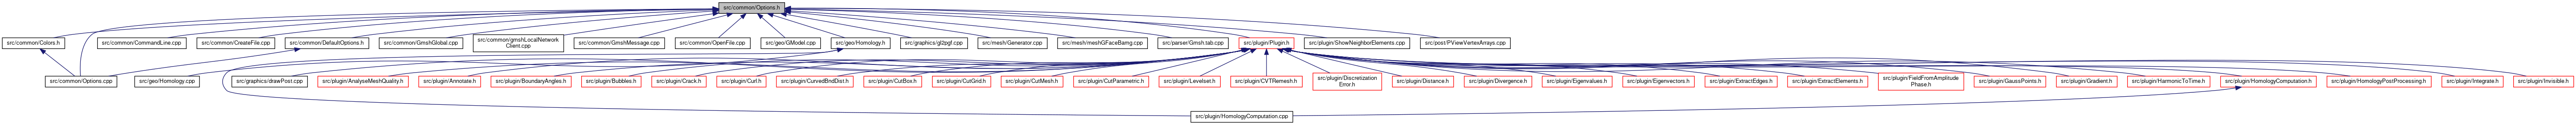 src/common/Options.h
src/common/Colors.h
src/common/CommandLine.cpp
src/common/CreateFile.cpp
src/common/DefaultOptions.h
src/common/GmshGlobal.cpp
src/common/gmshLocalNetwork
Client.cpp
src/common/GmshMessage.cpp
src/common/OpenFile.cpp
src/geo/GModel.cpp
src/geo/Homology.h
src/graphics/gl2pgf.cpp
src/mesh/Generator.cpp
src/mesh/meshGFaceBamg.cpp
src/parser/Gmsh.tab.cpp
src/plugin/Plugin.h
src/plugin/ShowNeighborElements.cpp
src/post/PViewVertexArrays.cpp
src/common/Options.cpp
src/geo/Homology.cpp
src/graphics/drawPost.cpp
src/plugin/AnalyseMeshQuality.h
src/plugin/Annotate.h
src/plugin/BoundaryAngles.h
src/plugin/Bubbles.h
src/plugin/Crack.h
src/plugin/Curl.h
src/plugin/CurvedBndDist.h
src/plugin/CutBox.h
src/plugin/CutGrid.h
src/plugin/CutMesh.h
src/plugin/CutParametric.h
src/plugin/Levelset.h
src/plugin/CVTRemesh.h
src/plugin/Discretization
Error.h
src/plugin/Distance.h
src/plugin/Divergence.h
src/plugin/Eigenvalues.h
src/plugin/Eigenvectors.h
src/plugin/ExtractEdges.h
src/plugin/ExtractElements.h
src/plugin/FieldFromAmplitude
Phase.h
src/plugin/GaussPoints.h
src/plugin/Gradient.h
src/plugin/HarmonicToTime.h
src/plugin/HomologyComputation.h
src/plugin/HomologyPostProcessing.h
src/plugin/Integrate.h
src/plugin/Invisible.h
src/plugin/HomologyComputation.cpp